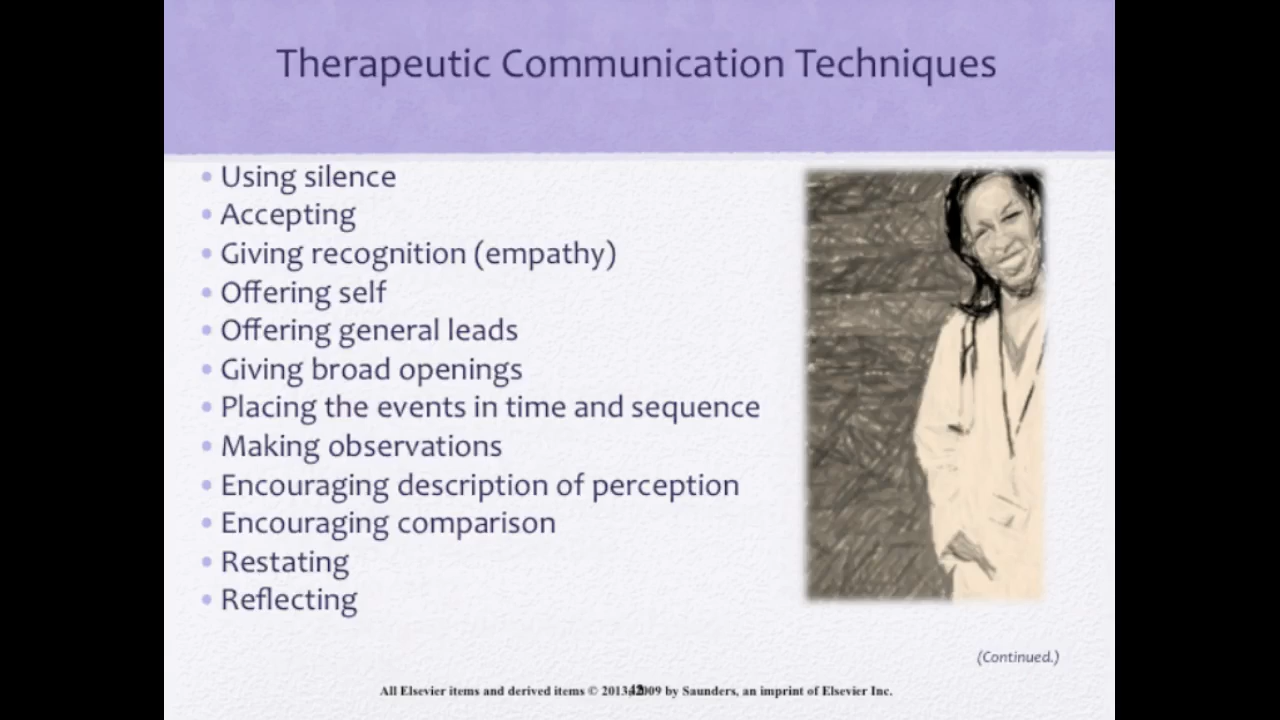 Therapeutic Communication Techniques
• Using silence
• Accepting
• Giving recognition (empathy)
• Offering self
• Offering general leads
• Giving broad openings
• Placing the events in time and sequence
• Making observations
• Encouraging description of perception
• Encouraging comparison
• Restating
• Reflecting
(Continued.)
All Elsevier items and derived items © 2013, 2009 by Saunders, an imprint of Elsevier Inc.